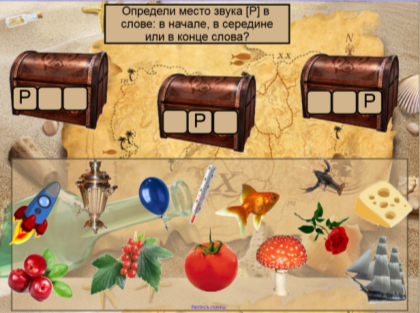 Определи место звука [Р] в
слове: в начале, в середине
или в конце слова?
Р
Р
Р